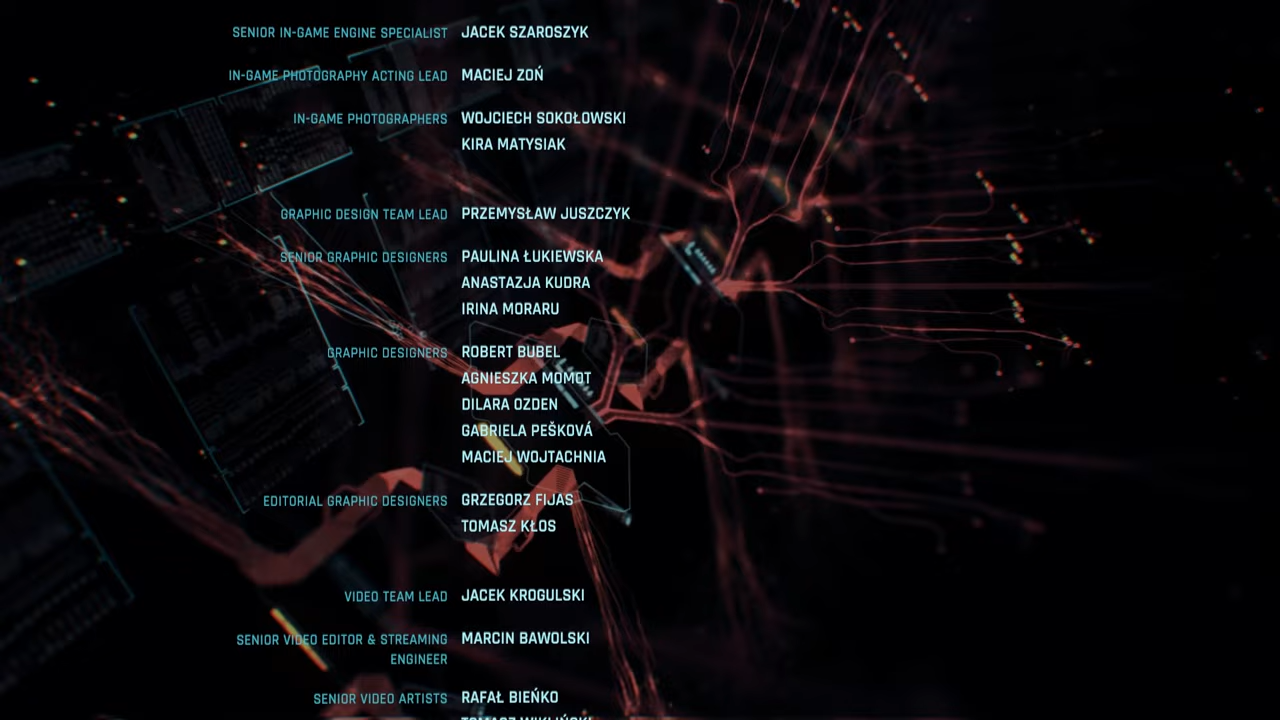 SENIOR IN-GAME ENGINE SPECIALIST JACEK SZAROSZYK
IN-GAME PHOTOGRAPHY ACTING LEAD MACIEJ ZOŃ
IN-GAME PHOTOGRAPHERS WOJCIECH SOKOŁOWSKI
KIRA MATYSIAK
GRAPHIC DESIGN TEAM LEAD PRZEMYSŁAW JUSZCZYK
SENIOR GRAPHIC DESIGNERS PAULINA ŁUKIEWSKA
ANASTAZJA KUDRA
IRINA MORARU
GRAPHIC DESIGNERS ROBERT BUBEL
AGNIESZKA MOMOT
DILARA OZDEN
GABRIELA PEŠKOVÁ
MACIEJ WOJTACHNIA
EDITORIAL GRAPHIC DESIGNERS GRZEGORZ FIJAS
TOMASZ KŁOS
VIDEO TEAM LEAD JACEK KROGULSKI
SENIOR VIDEO EDITOR & STREAMING MARCIN BAWOLSKI
ENGINEER
SENIOR VIDEO ARTISTS RAFAŁ BIEŃKO
TOMASZ WIKLIŃSKI